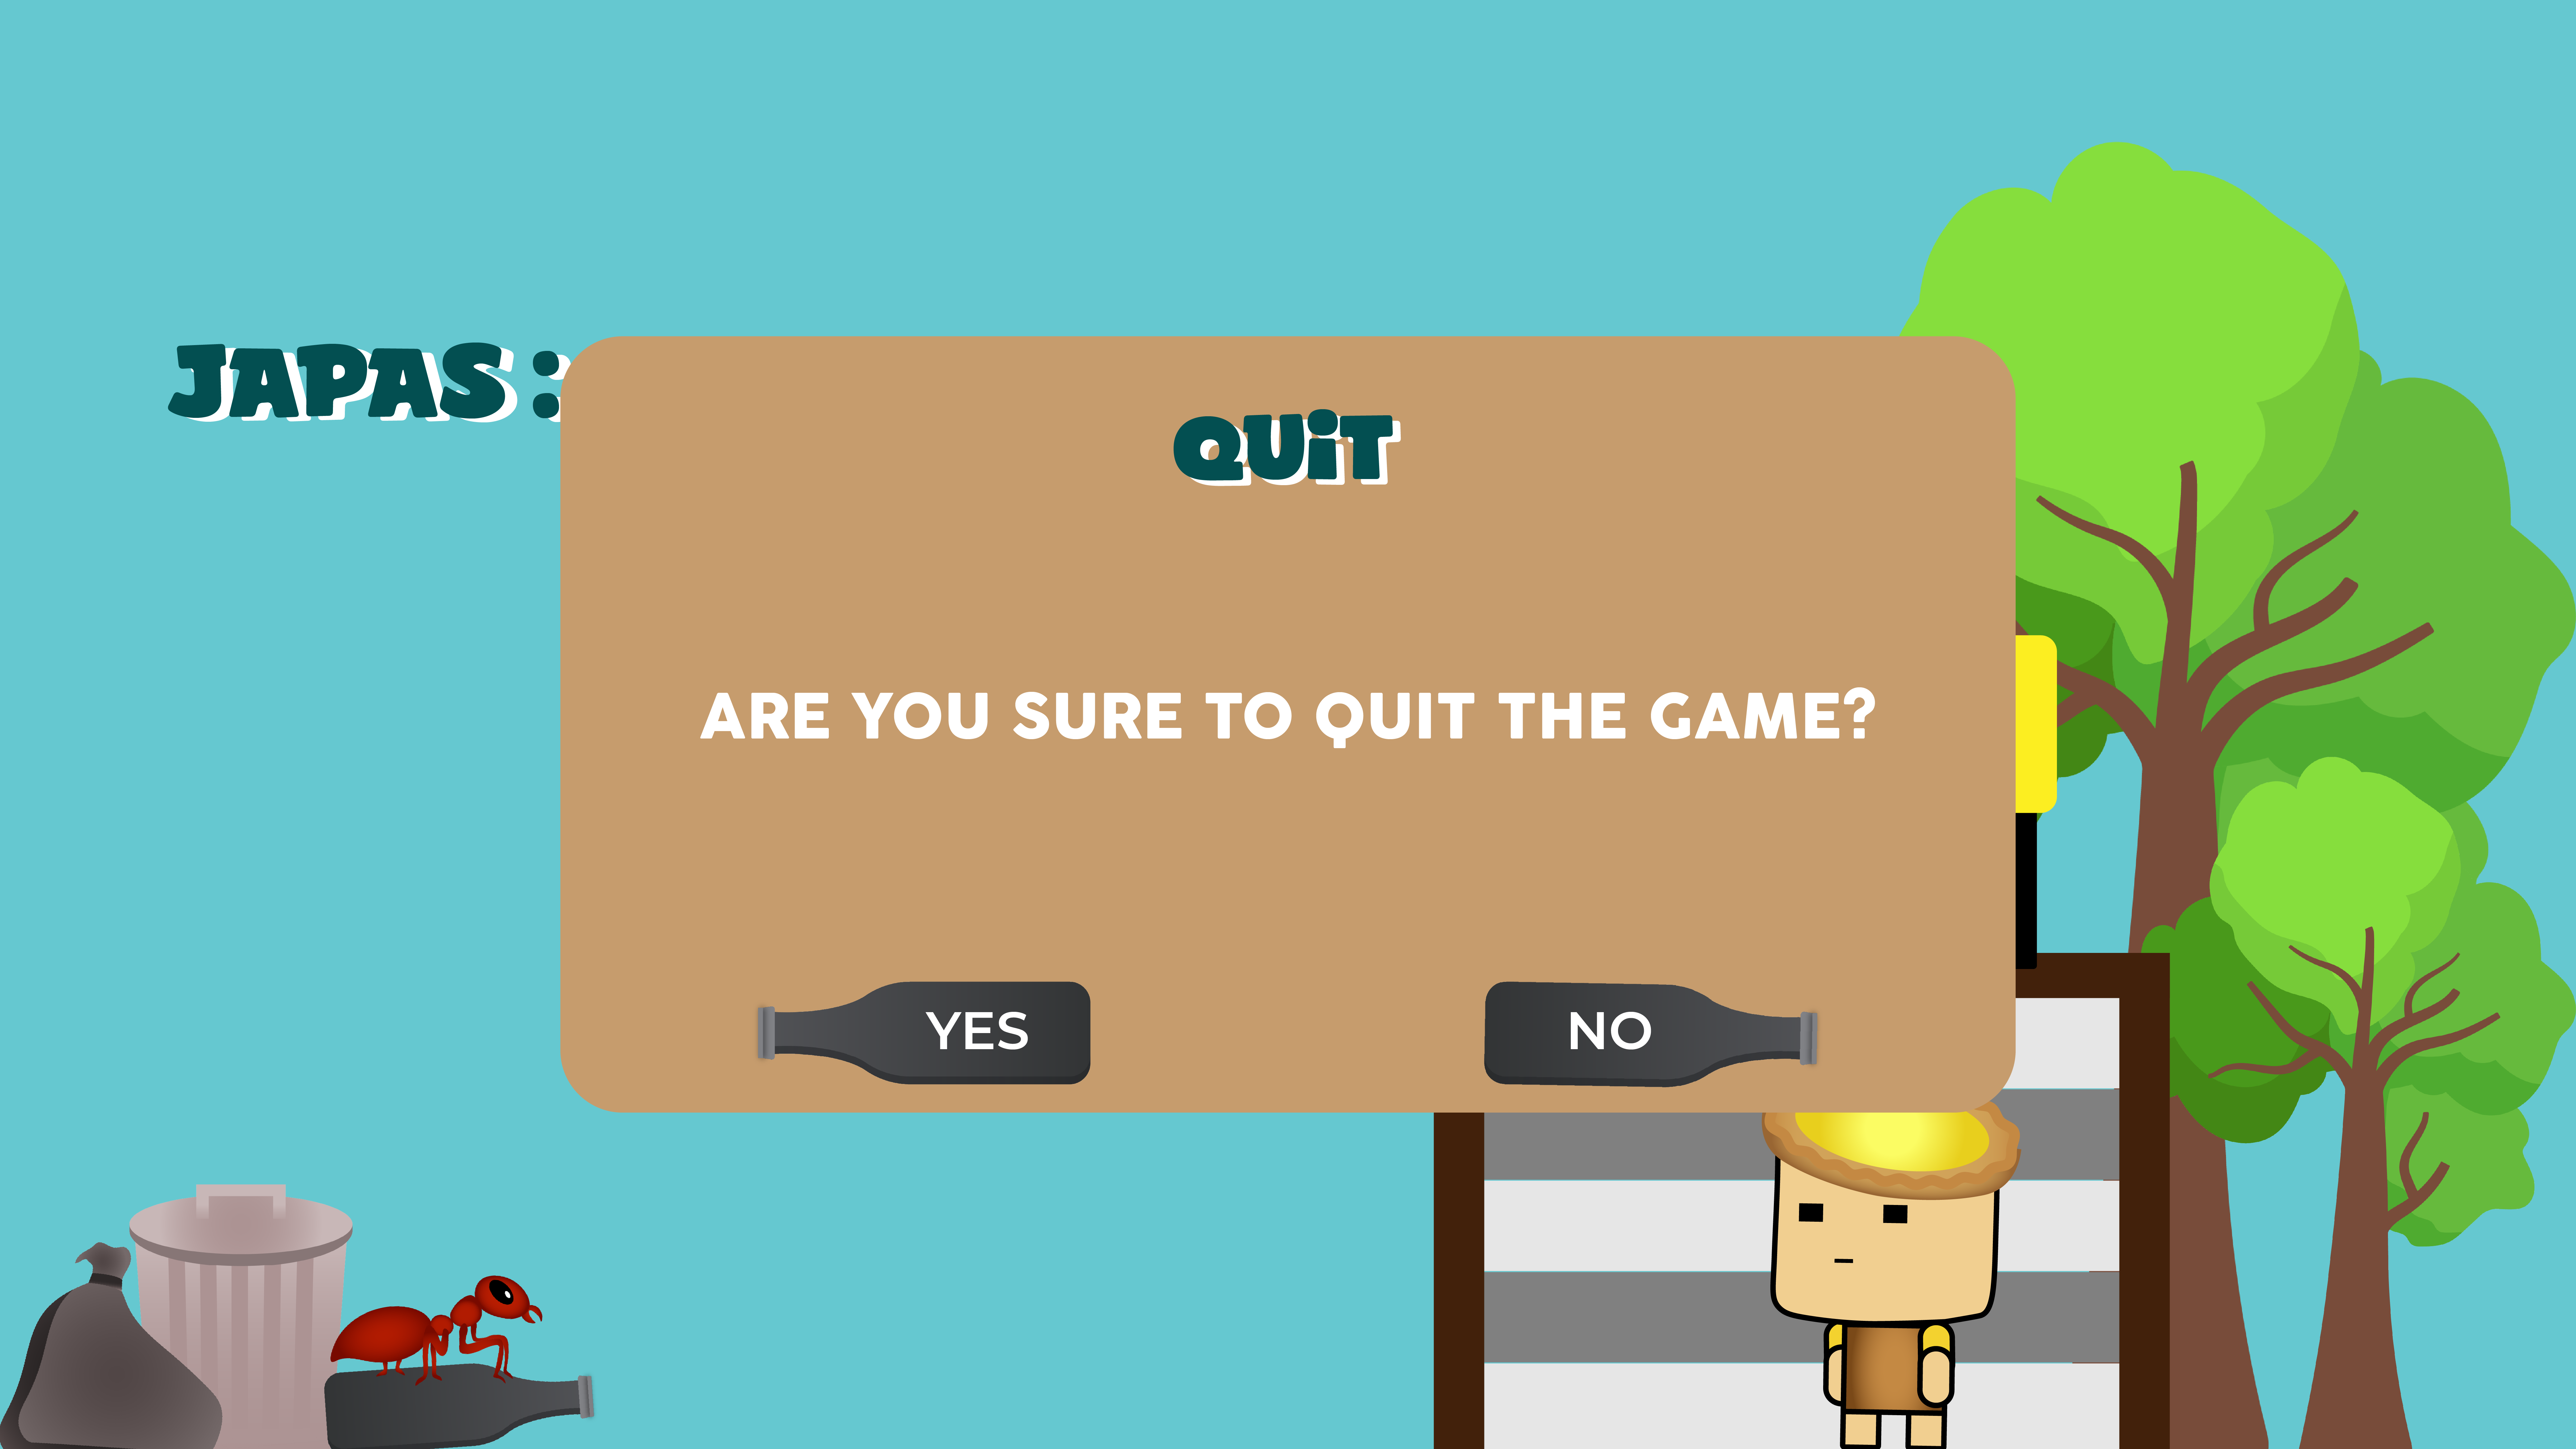 JAPAS :
QUiT
ARE YOU SURE TO QUIT THE GAME?
YES
NO